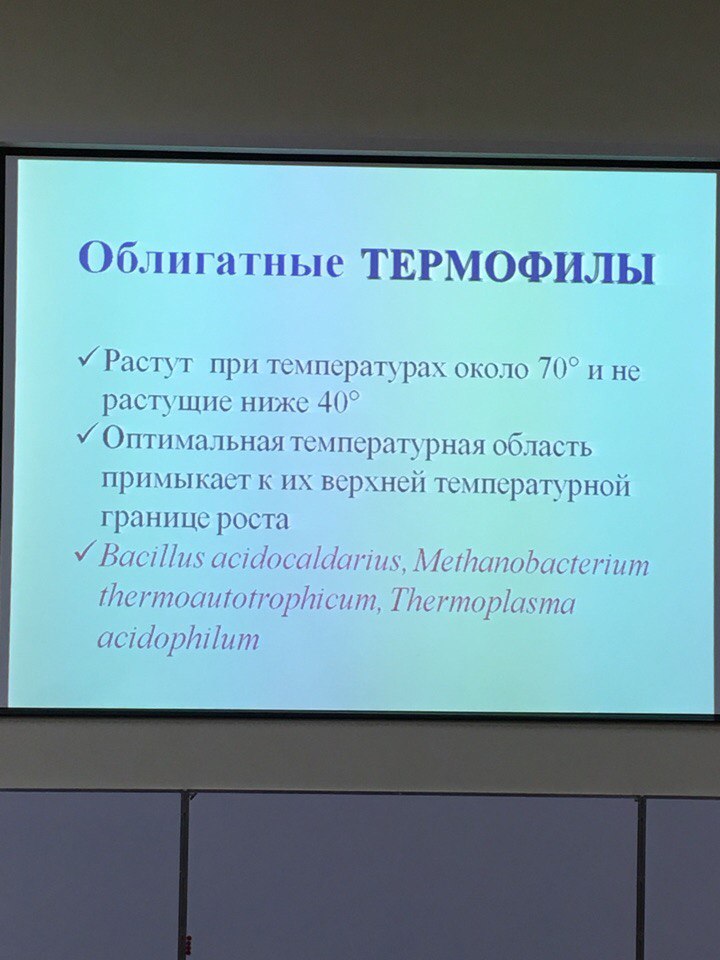 Облигатные ТЕРМОФИЛЫ
✓Растут при температурах около 70° и не
растущие ниже 40°
✓Оптимальная температурная область
примыкает к их верхней температурной
границе роста
✓Bacillus acidocaldarius, Methanobacterium
thermoautotrophicum, Thermoplasma
acidophilum